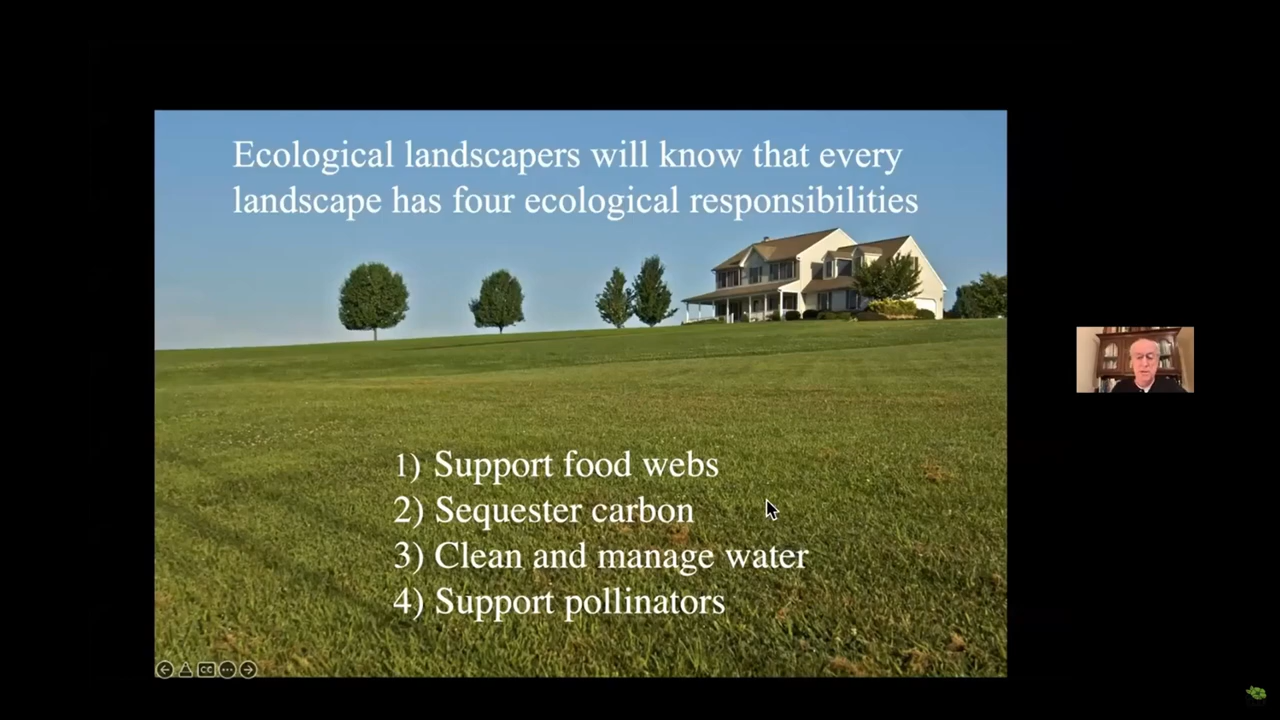 Ecological landscapers will know that every
landscape has four ecological responsibilities
1) Support food webs
2) Sequester carbon
3) Clean and manage water
4) Support pollinators
CC